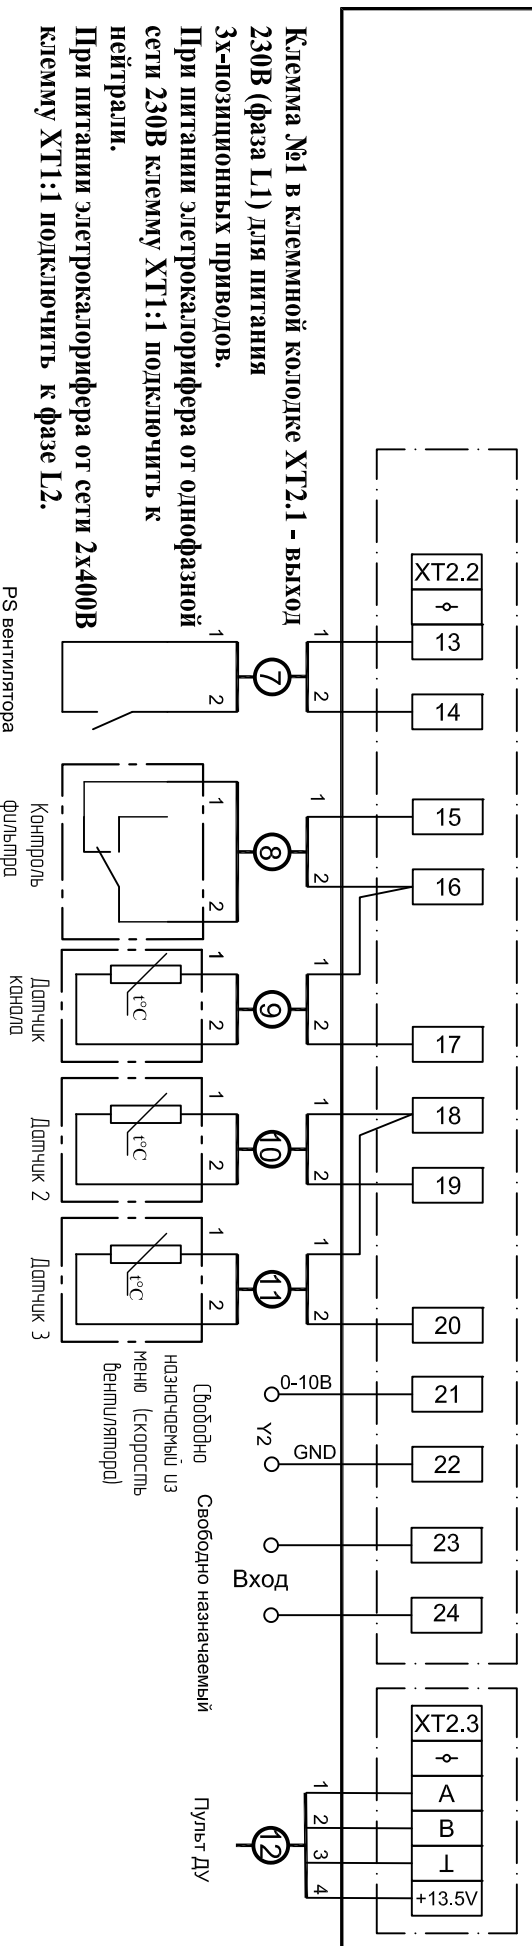 Клемма №1 в клеммной колодке XT2.1 - выход
230В (фаза L1) для питания
3х-позиционных приводов.
При питании элетрокалорифера от однофазной
сети 230В клемму XT1:1 подключить к
нейтрали.
При питании элетрокалорифера от сети 2х400В
клемму XT1:1 подключить к фазе L2.
XT2.2
13
14
15
16
17
18
19
20
21
22
23
24
XT2.3
A
B
⊥
+13.5V
1
2
7
1
2
PS вентилятора
1
2
8
1
2
Контроль
фильтра
1
2
9
1
2
t°C
Датчик
канала
1
2
10
1
2
t°C
Датчик 2
1
2
11
1
2
t°C
Датчик 3
0-10В
Y2
GND
Свободно
назначаемый из
меню (скорость
вентилятора)
Вход
Свободно назначаемый
1
2
3
4
12
Пульт ДУ